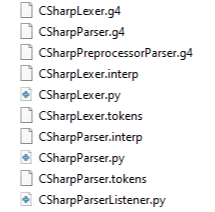 CSharpLexer.g4
CSharpParser.g4
CSharpPreprocessorParser.g4
CSharpLexer.interp
CSharpLexer.py
CSharpLexer.tokens
CSharpParser.interp
CSharpParser.py
CSharpParser.tokens
CSharpParserListener.py